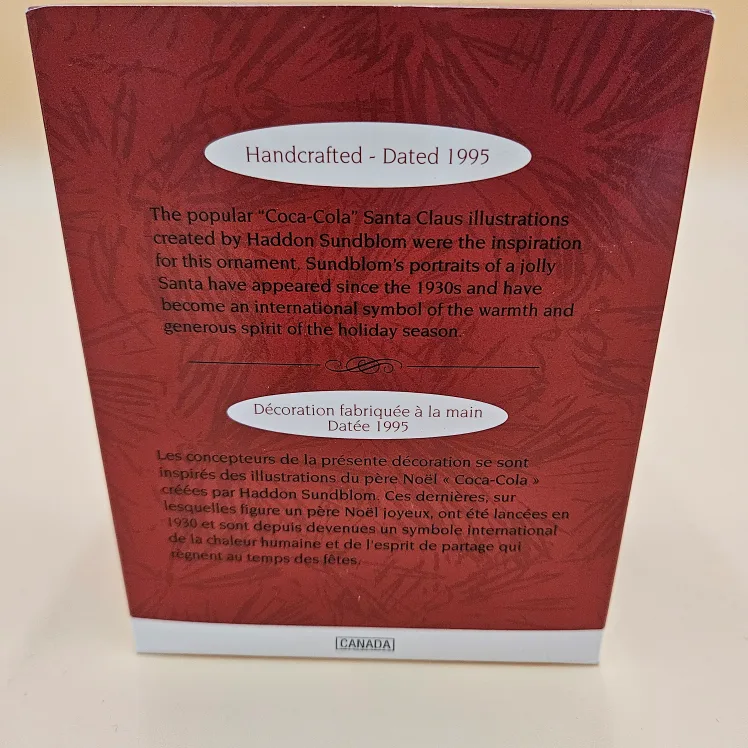 Handcrafted - Dated 1995
The popular "Coca-Cola" Santa Claus illustrations
created by Haddon Sundblom were the inspiration
for this ornament. Sundblom's portraits of a jolly
Santa have appeared since the 1930s and have
become an international symbol of the warmth and
generous spirit of the holiday season.
Décoration fabriquée à la main
Datée 1995
Les concepteurs de la présente décoration se sont
inspirés des illustrations du père Noël « Coca-Cola »
créées par Haddon Sundblom. Ces dernières, sur
lesquelles figure un père Noël joyeux, ont été lancées en
1930 et sont depuis devenues un symbole international
de la chaleur humaine et de l'esprit de partage qui
règnent au temps des fêtes.
CANADA